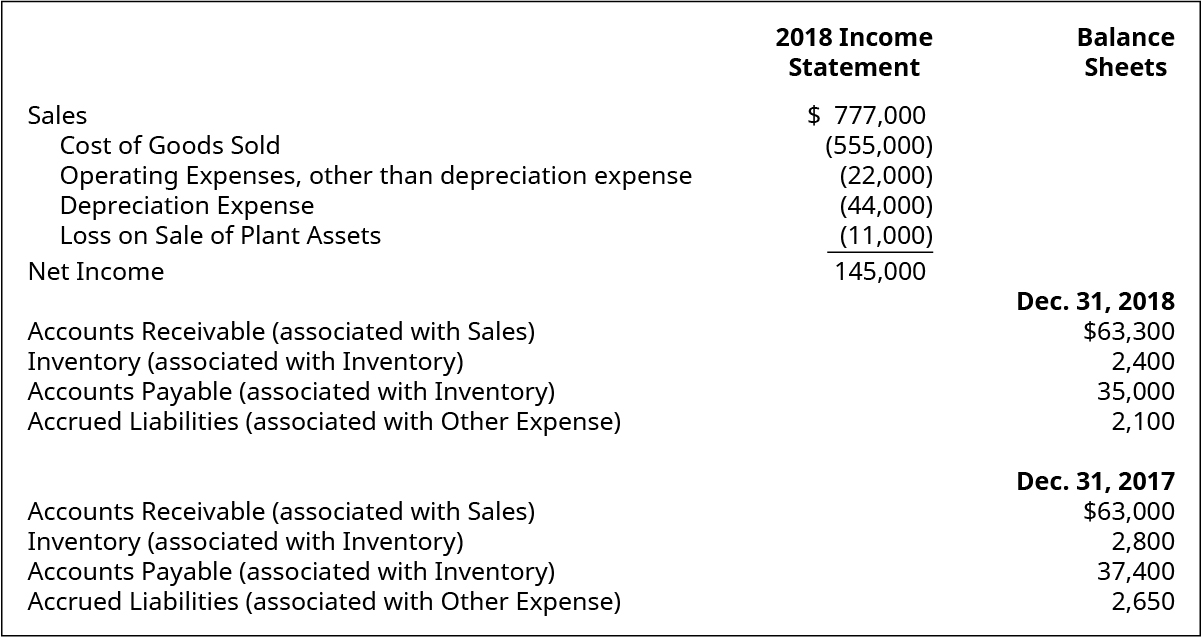 2018 Income Balance
Statement Sheets
Sales $ 777,000
Cost of Goods Sold (555,000)
Operating Expenses, other than depreciation expense (22,000)
Depreciation Expense (44,000)
Loss on Sale of Plant Assets (11,000)
Net Income 145,000
Dec. 31, 2018
Accounts Receivable (associated with Sales) $63,300
Inventory (associated with Inventory) 2,400
Accounts Payable (associated with Inventory) 35,000
Accrued Liabilities (associated with Other Expense) 2,100
Dec. 31, 2017
Accounts Receivable (associated with Sales) $63,000
Inventory (associated with Inventory) 2,800
Accounts Payable (associated with Inventory) 37,400
Accrued Liabilities (associated with Other Expense) 2,650